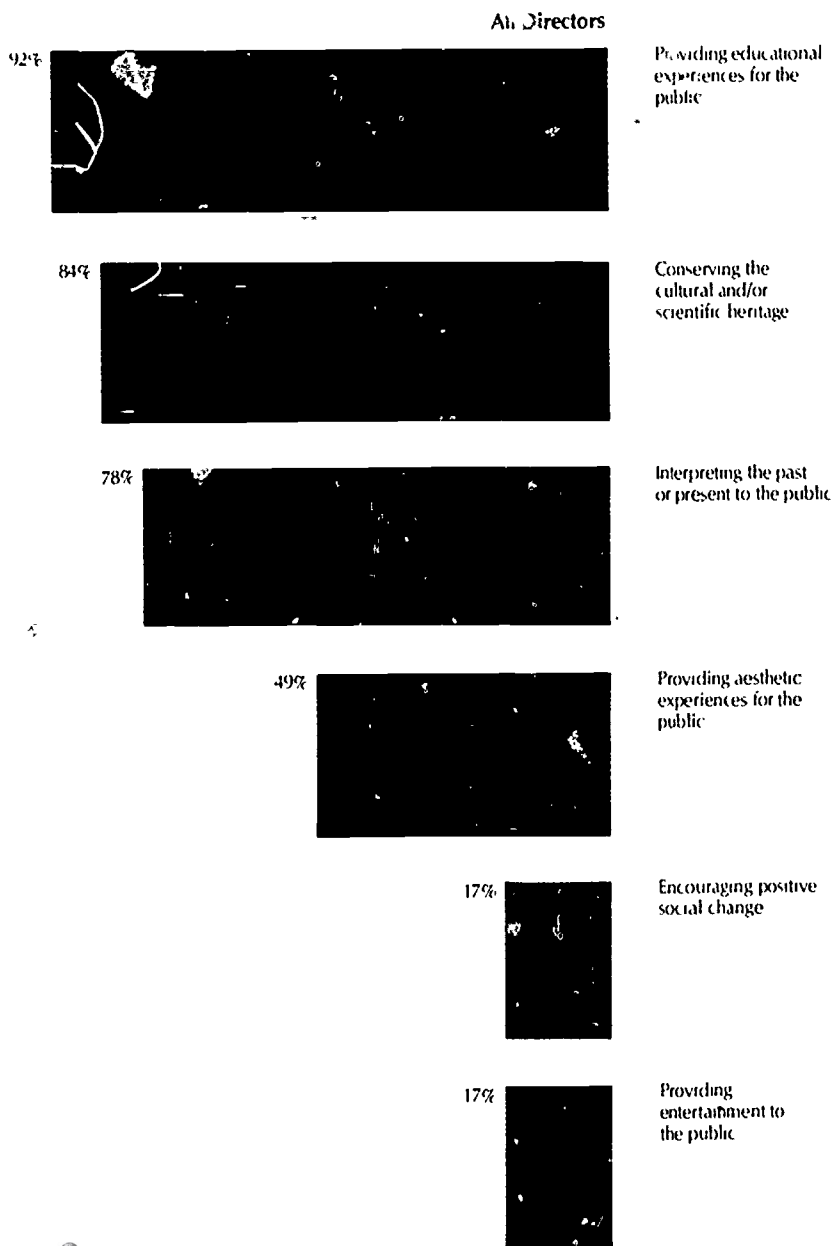 All Directors
92%
Providing educational
experiences for the
public
84%
Conserving the
cultural and/or
scientific heritage
78%
Interpreting the past
or present to the public
49%
Providing aesthetic
experiences for the
public
17%
Encouraging positive
social change
17%
Providing
entertainment to
the public